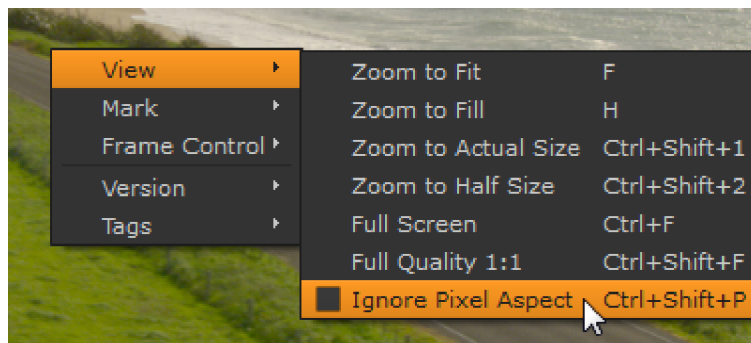 View
Mark
Frame Control
Version
Tags
Zoom to Fit F
Zoom to Fill H
Zoom to Actual Size Ctrl+Shift+1
Zoom to Half Size Ctrl+Shift+2
Full Screen Ctrl+F
Full Quality 1:1 Ctrl+Shift+F
Ignore Pixel Aspect Ctrl+Shift+P